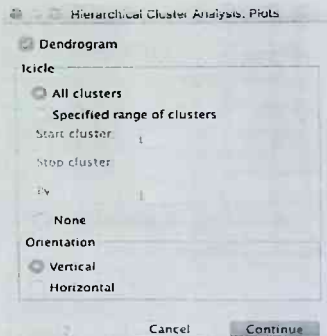 Hierarchical Cluster Analysis: Plots
Dendrogram
Icicle
All clusters
Specified range of clusters
Start cluster:
Stop cluster:
By
None
Orientation
Vertical
Horizontal
Cancel
Continue